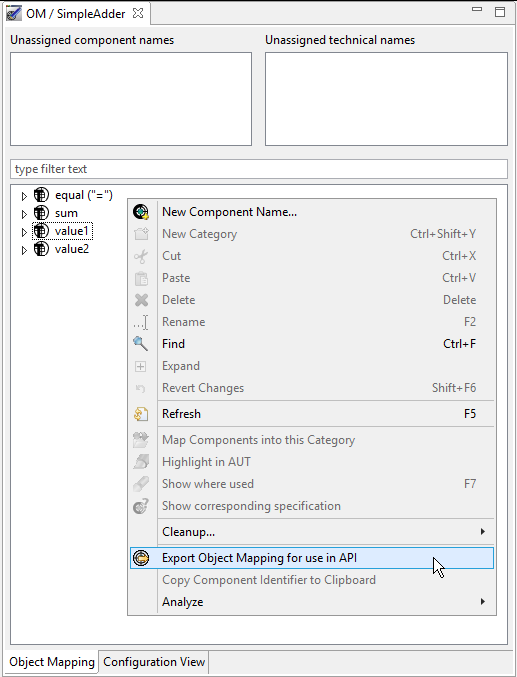 OM / SimpleAdder
Unassigned component names Unassigned technical names
type filter text
equal ("=")
sum
value1
value2
New Component Name...
New Category Ctrl+Shift+Y
Cut Ctrl+X
Paste Ctrl+V
Delete Delete
Rename F2
Find Ctrl+F
Expand
Revert Changes Shift+F6
Refresh F5
Map Components into this Category
Highlight in AUT
Show where used F7
Show corresponding specification
Cleanup...
Export Object Mapping for use in API
Copy Component Identifier to Clipboard
Analyze
Object Mapping Configuration View